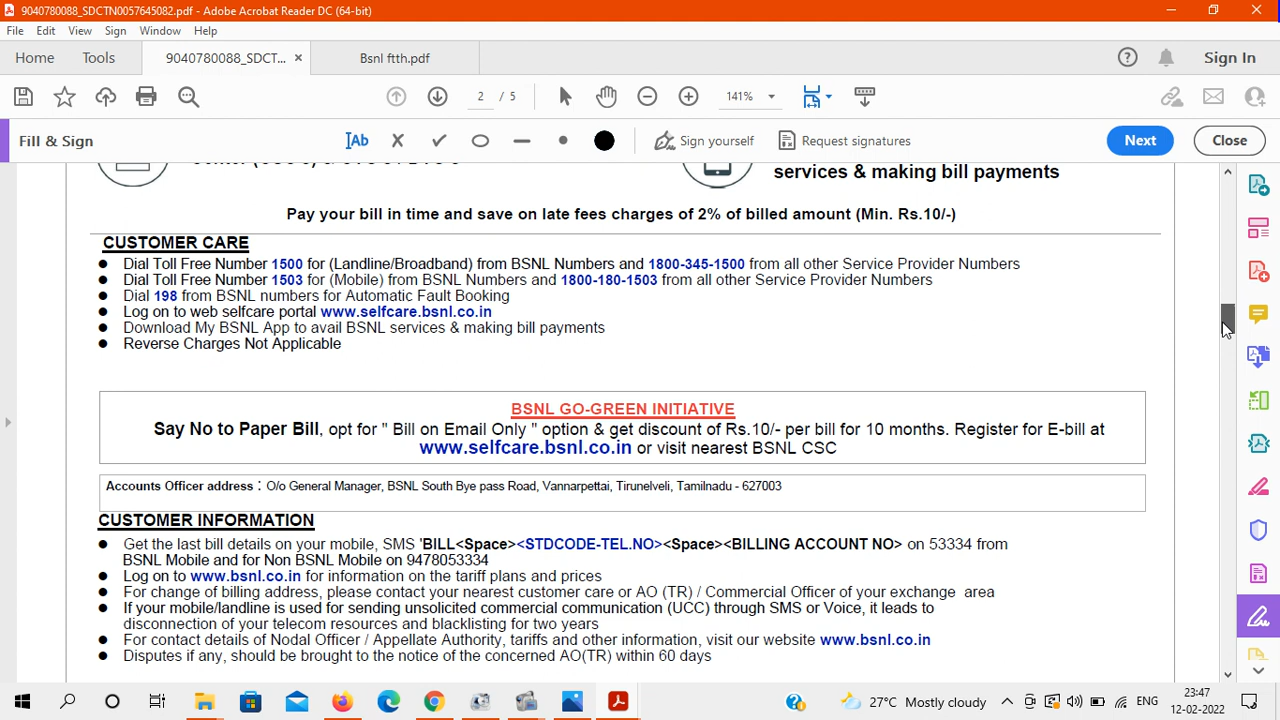 9040780088_SDCTN0057645082.pdf - Adobe Acrobat Reader DC (64-bit)
File Edit View Sign Window Help
Home Tools 9040780088_SDCT... × Bsnl ftth.pdf Sign In
2 / 5 141%
Fill & Sign Ab Sign yourself Request signatures Next Close
services & making bill payments
Pay your bill in time and save on late fees charges of 2% of billed amount (Min. Rs.10/-)
CUSTOMER CARE
● Dial Toll Free Number 1500 for (Landline/Broadband) from BSNL Numbers and 1800-345-1500 from all other Service Provider Numbers
● Dial Toll Free Number 1503 for (Mobile) from BSNL Numbers and 1800-180-1503 from all other Service Provider Numbers
● Dial 198 from BSNL numbers for Automatic Fault Booking
● Log on to web selfcare portal www.selfcare.bsnl.co.in
● Download My BSNL App to avail BSNL services & making bill payments
● Reverse Charges Not Applicable
BSNL GO-GREEN INITIATIVE
Say No to Paper Bill, opt for " Bill on Email Only " option & get discount of Rs.10/- per bill for 10 months. Register for E-bill at
www.selfcare.bsnl.co.in or visit nearest BSNL CSC
Accounts Officer address : O/o General Manager, BSNL South Bye pass Road, Vannarpettai, Tirunelveli, Tamilnadu - 627003
CUSTOMER INFORMATION
● Get the last bill details on your mobile, SMS 'BILL<Space><STDCODE-TEL.NO><Space><BILLING ACCOUNT NO> on 53334 from
BSNL Mobile and for Non BSNL Mobile on 9478053334
● Log on to www.bsnl.co.in for information on the tariff plans and prices
● For change of billing address, please contact your nearest customer care or AO (TR) / Commercial Officer of your exchange area
● If your mobile/landline is used for sending unsolicited commercial communication (UCC) through SMS or Voice, it leads to
disconnection of your telecom resources and blacklisting for two years
● For contact details of Nodal Officer / Appellate Authority, tariffs and other information, visit our website www.bsnl.co.in
● Disputes if any, should be brought to the notice of the concerned AO(TR) within 60 days
27°C Mostly cloudy ENG 23:47
12-02-2022